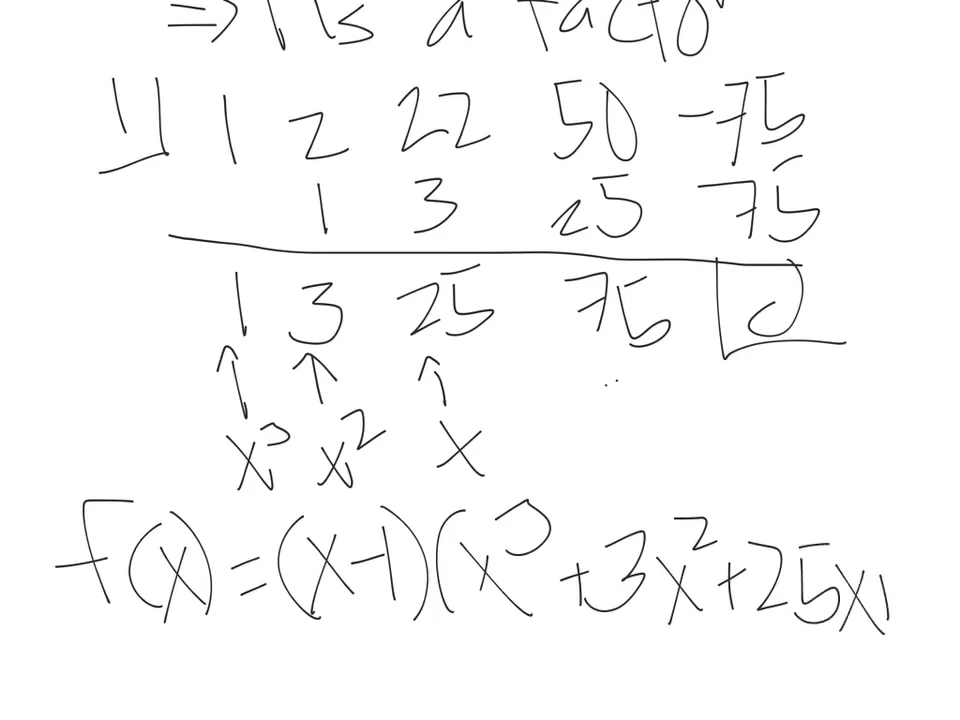 => 1 is a factor
1| 1 2 22 50 -75
1 3 25 75
1 3 25 75 |0
↑ ↑ ↑
x³ x² x
f(x) = (x-1)(x³ +3x²+25x